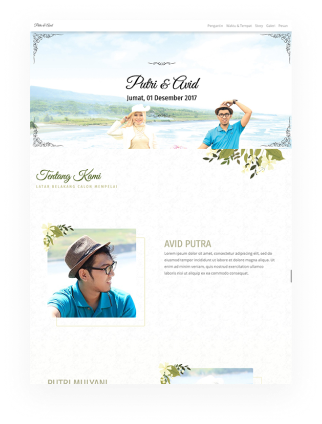 Putri & Avid
Pengantin Waktu & Tempat
Putri & Avid
Jumat, 01 Desember 2017
Tentang Kami
LATAR BELAKANG CALON MEMPELAI
AVID PUTRA
Lorem ipsum dolor sit amet, consectetur adipiscing elit, sed do
eiusmod tempor incididunt ut labore et dolore magna aliqua. Ut
enim ad minim veniam, quis nostrud exercitation ullamco
laboris nisi ut aliquip ex ea commodo consequat.
PUTRI MULYANI